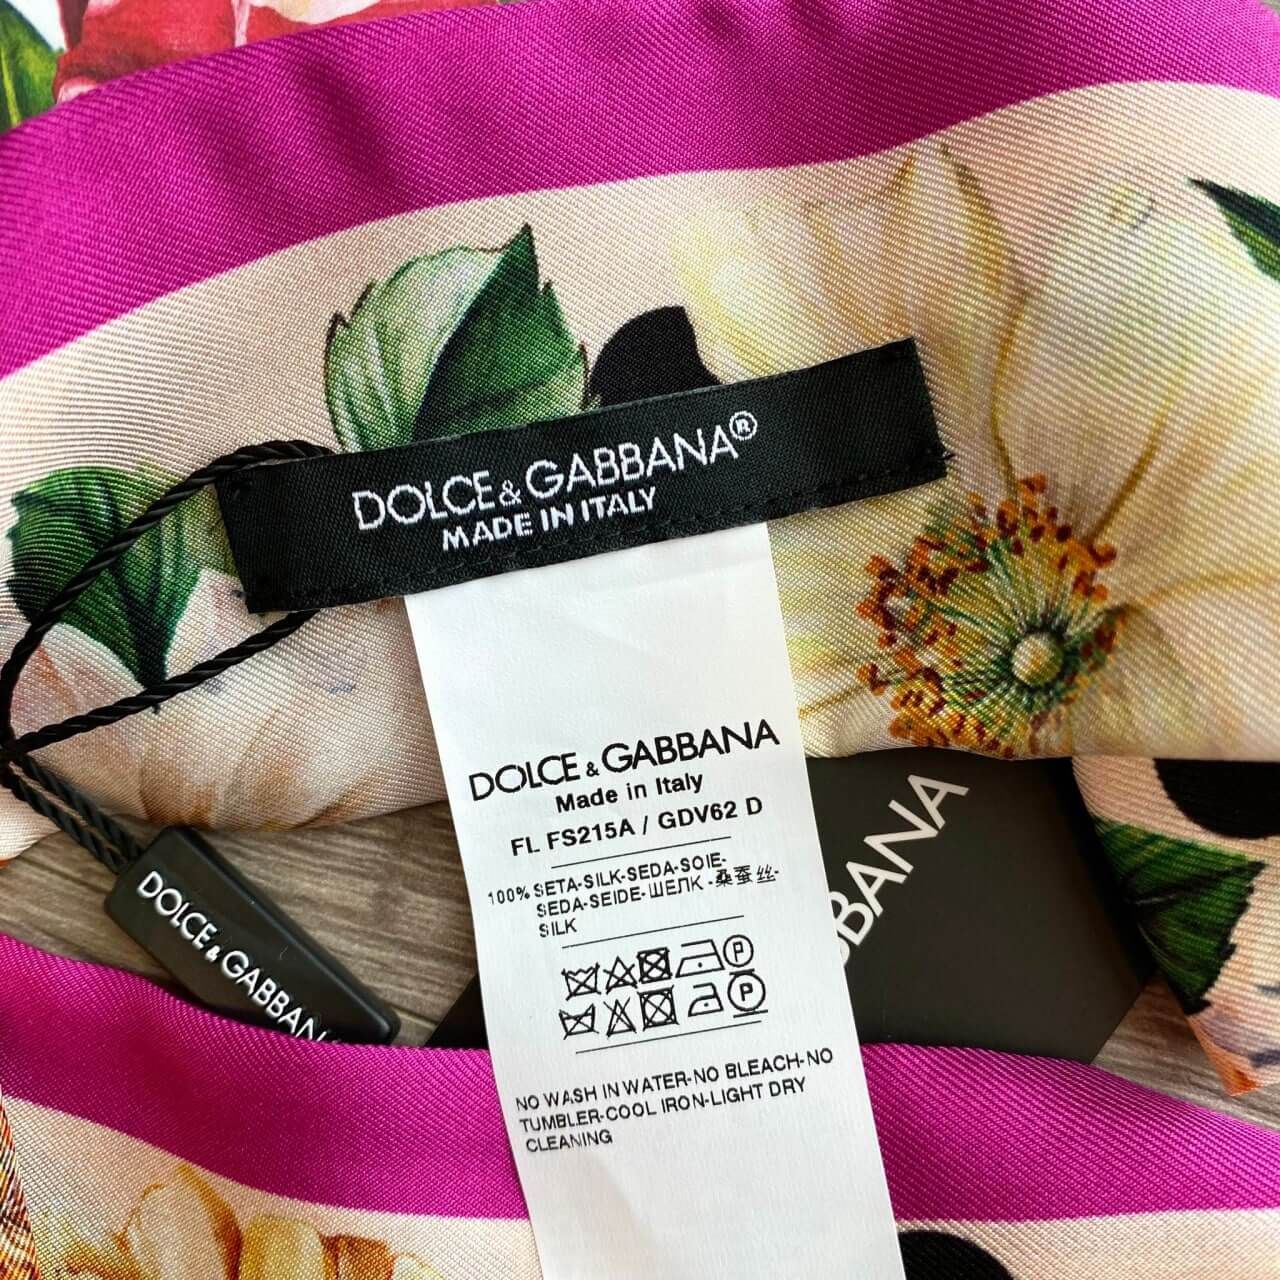 DOLCE & GABBANA®
MADE IN ITALY
DOLCE & GABBANA
Made in Italy
FL FS215A / GDV62 D
100% SETA-SILK-SEDA-SOIE-
SEDA-SEIDE-ШЕЛК-桑蚕丝-
SILK
P
P
NO WASH IN WATER-NO BLEACH-NO
TUMBLER-COOL IRON-LIGHT DRY
CLEANING
DOLCE & GABBAN
BBANA